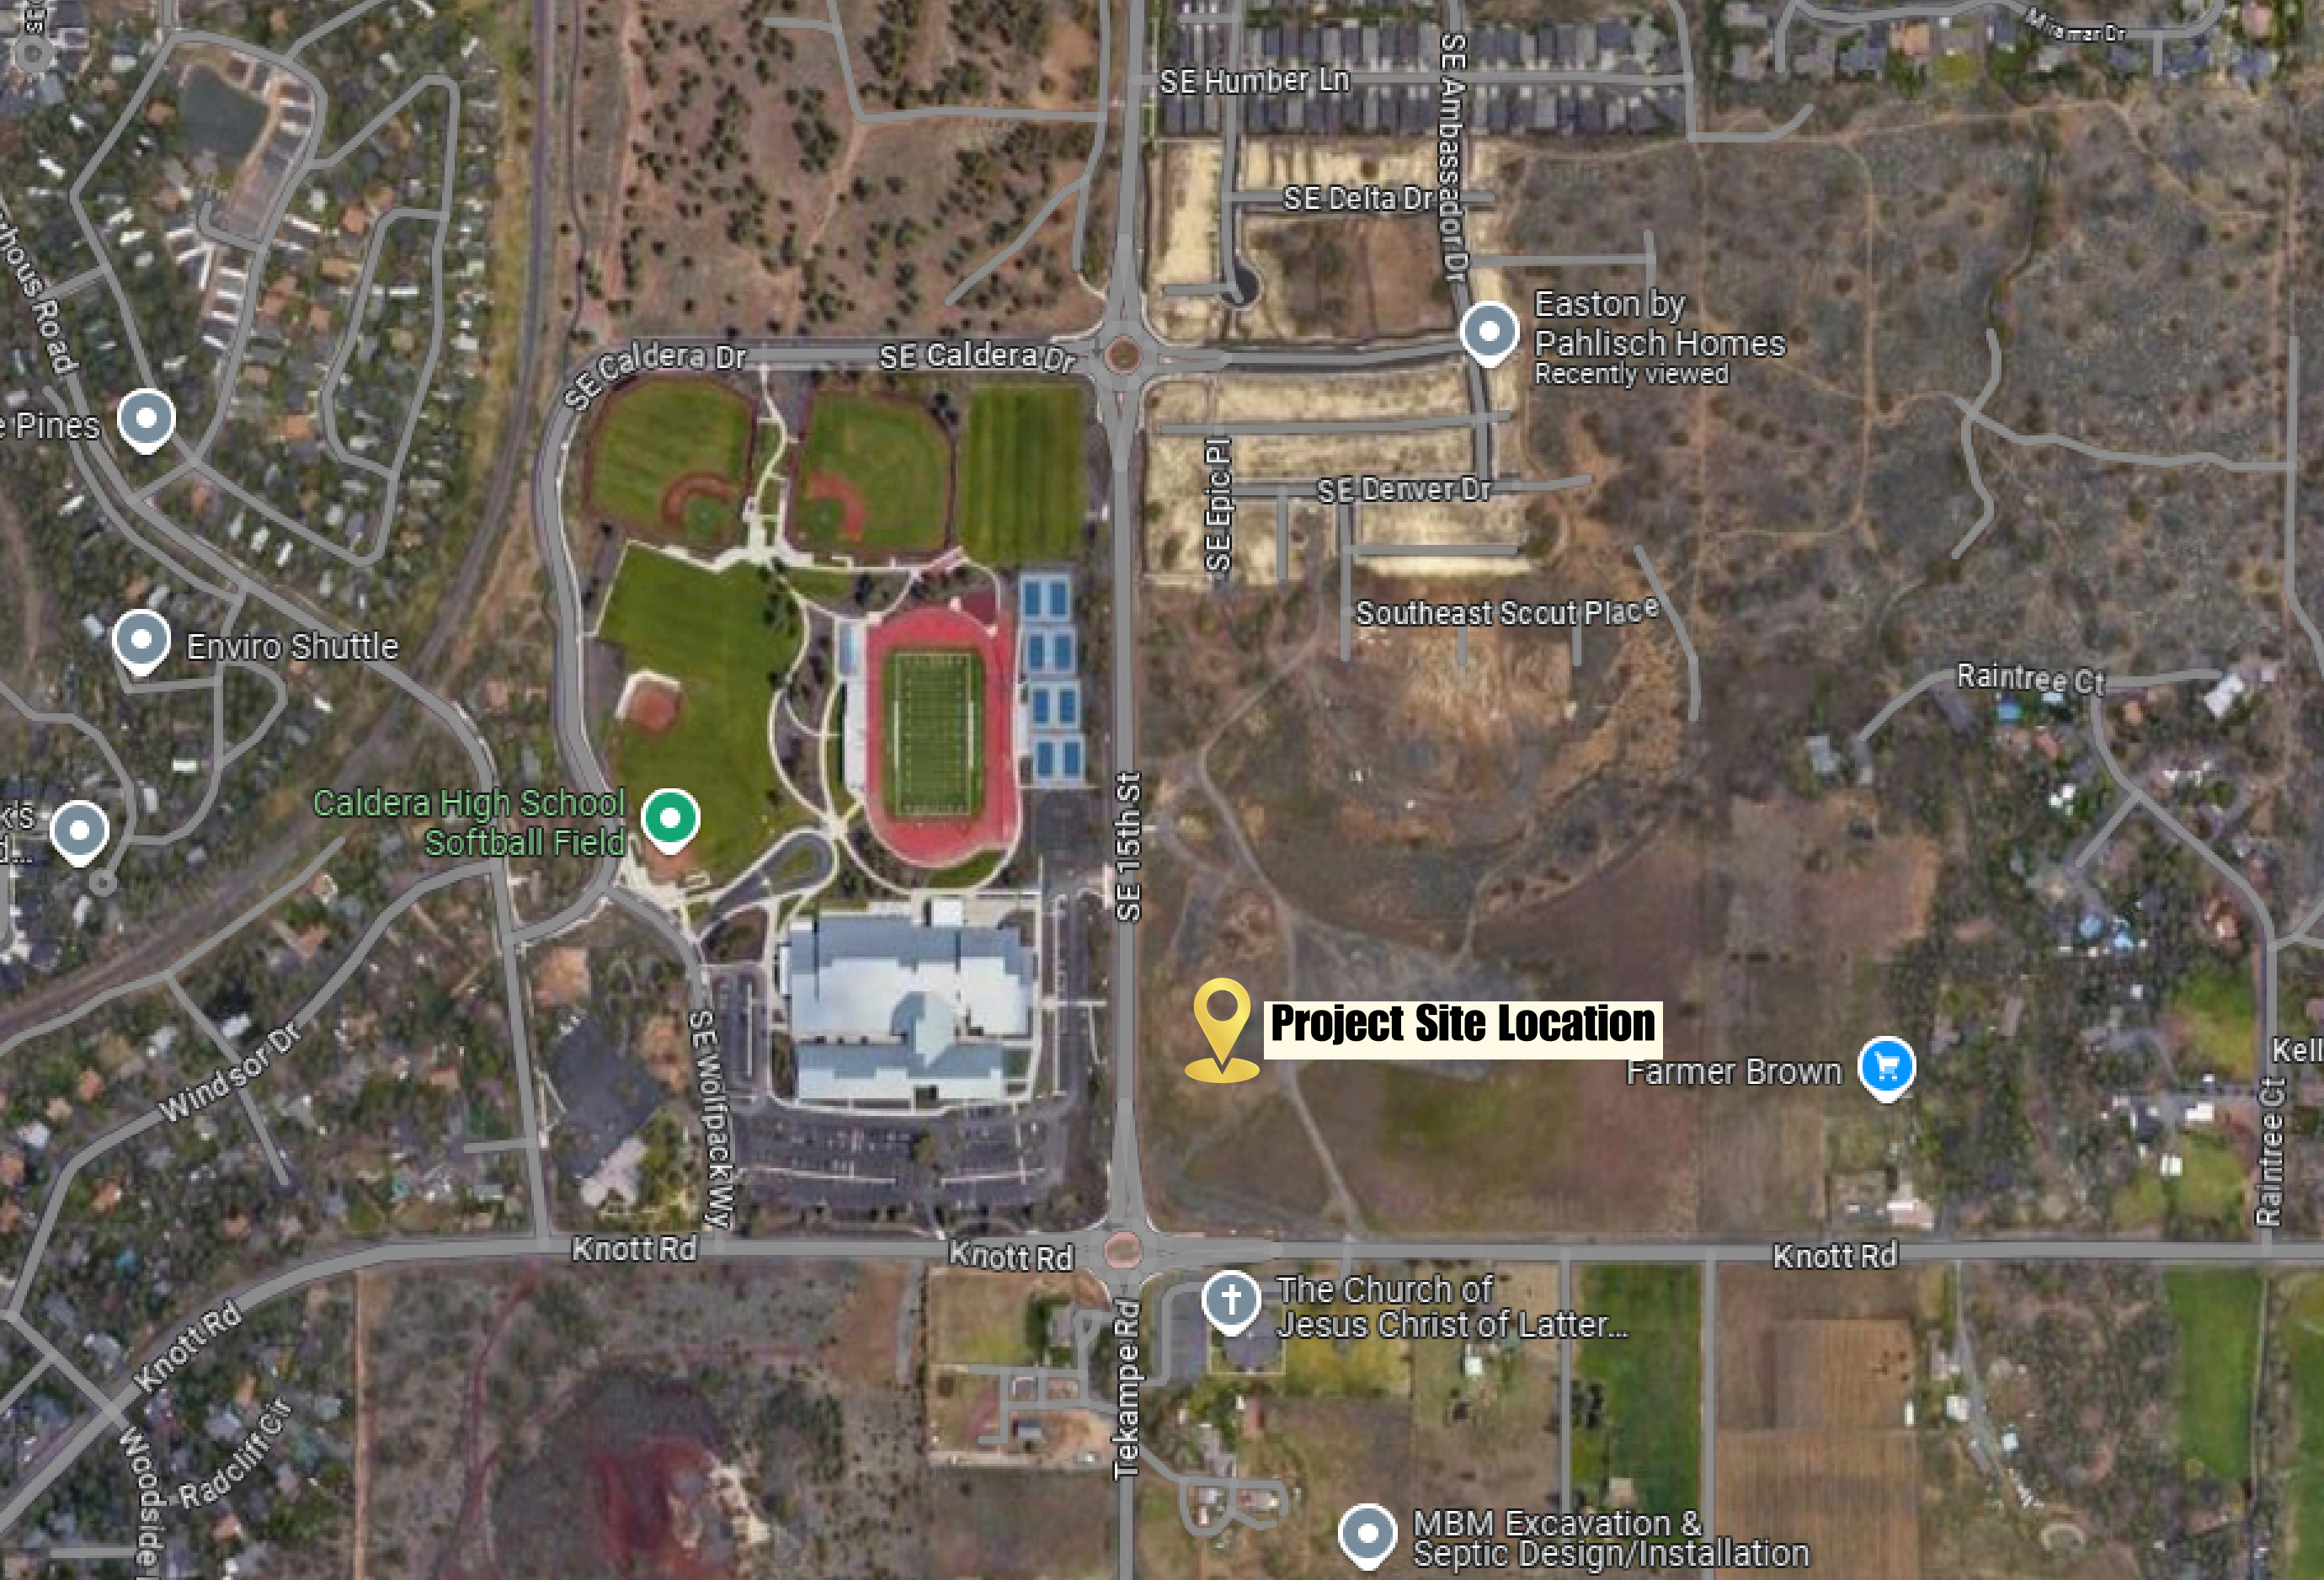 Miramar Dr
SE Humber Ln
SE Ambassador Dr
SE Delta Dr
Easton by
Pahlisch Homes
Recently viewed
SE Caldera Dr
SE Caldera Dr
Road
e Pines
SE Epic Pl
SE Denver Dr
Southeast Scout Place
Enviro Shuttle
Raintree Ct
Caldera High School
Softball Field
SE 15th St
Project Site Location
Farmer Brown
Kell
Windsor Dr
SE Wolfpack Wy
Raintree Ct
Knott Rd
Knott Rd
Knott Rd
The Church of
Jesus Christ of Latter...
Knott Rd
Tekampe Rd
Radcliff Cir
Woodside
MBM Excavation &
Septic Design/Installation